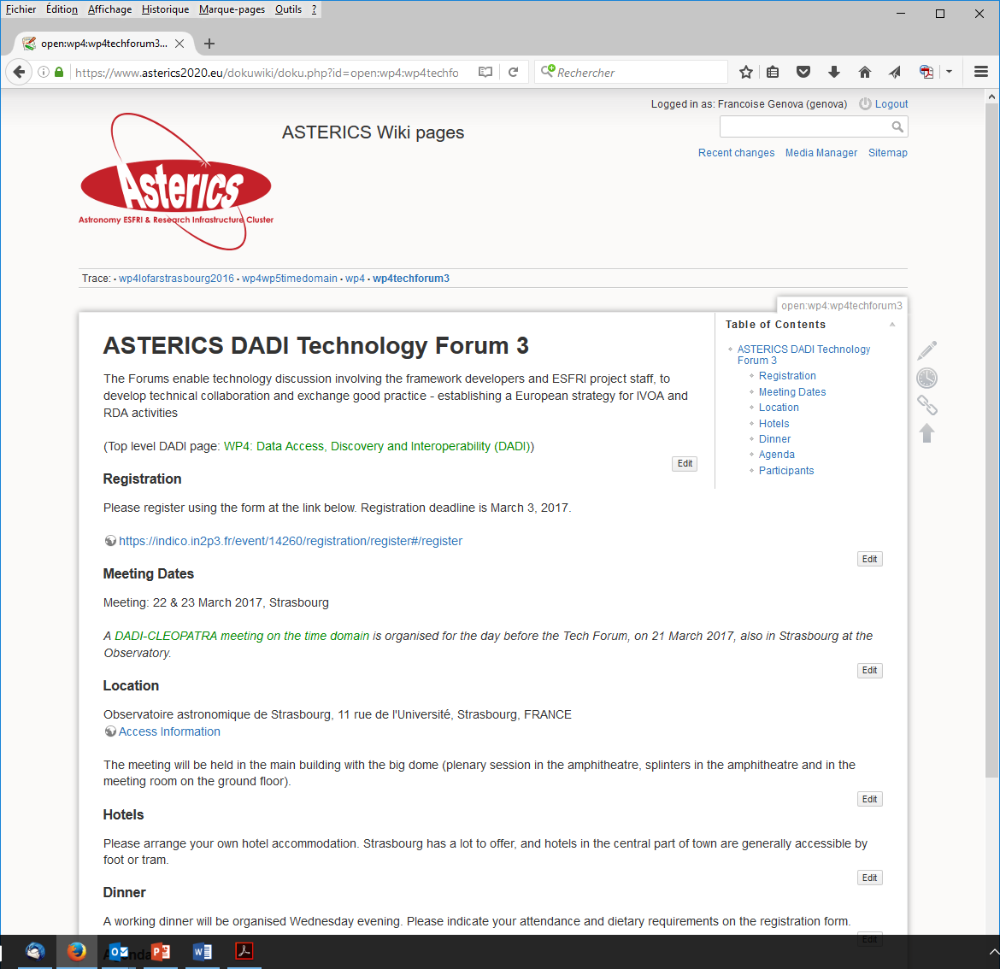 Fichier Édition Affichage Historique Marque-pages Outils ?
open:wp4:wp4techforum3...
https://www.asterics2020.eu/dokuwiki/doku.php?id=open:wp4:wp4techfo
Rechercher
Logged in as: Francoise Genova (genova) Logout
ASTERICS Wiki pages
Recent changes Media Manager Sitemap
Asterics
Astronomy ESFRI & Research Infrastructure Cluster
Trace: • wp4lofarstrasbourg2016 • wp4wp5timedomain • wp4 • wp4techforum3
open:wp4:wp4techforum3
Table of Contents
ASTERICS DADI Technology
Forum 3
Registration
Meeting Dates
Location
Hotels
Dinner
Agenda
Participants
ASTERICS DADI Technology Forum 3
The Forums enable technology discussion involving the framework developers and ESFRI project staff, to
develop technical collaboration and exchange good practice - establishing a European strategy for IVOA and
RDA activities
(Top level DADI page: WP4: Data Access, Discovery and Interoperability (DADI))
Edit
Registration
Please register using the form at the link below. Registration deadline is March 3, 2017.
https://indico.in2p3.fr/event/14260/registration/register#/register
Edit
Meeting Dates
Meeting: 22 & 23 March 2017, Strasbourg
A DADI-CLEOPATRA meeting on the time domain is organised for the day before the Tech Forum, on 21 March 2017, also in Strasbourg at the
Observatory.
Edit
Location
Observatoire astronomique de Strasbourg, 11 rue de l'Université, Strasbourg, FRANCE
Access Information
The meeting will be held in the main building with the big dome (plenary session in the amphitheatre, splinters in the amphitheatre and in the
meeting room on the ground floor).
Edit
Hotels
Please arrange your own hotel accommodation. Strasbourg has a lot to offer, and hotels in the central part of town are generally accessible by
foot or tram.
Edit
Dinner
A working dinner will be organised Wednesday evening. Please indicate your attendance and dietary requirements on the registration form.
Edit